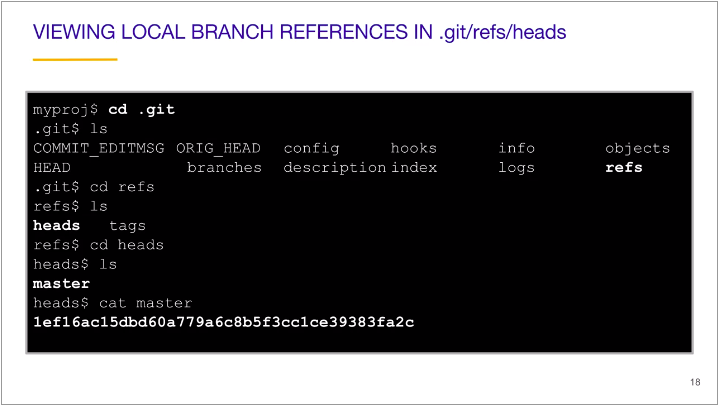 VIEWING LOCAL BRANCH REFERENCES IN .git/refs/heads
myproj$ cd .git
.git$ ls
COMMIT_EDITMSG ORIG_HEAD config hooks info objects
HEAD branches description index logs refs
.git$ cd refs
refs$ ls
heads tags
refs$ cd heads
heads$ ls
master
heads$ cat master
1ef16ac15dbd60a779a6c8b5f3cc1ce39383fa2c
18